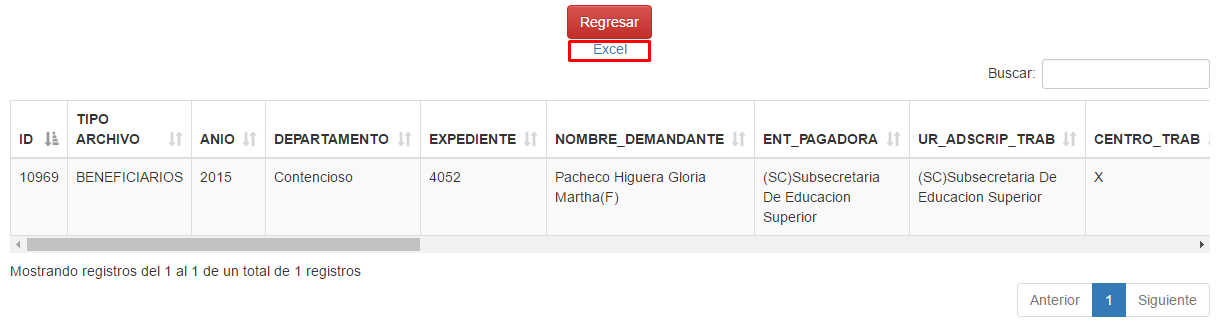 Regresar
Excel
Buscar:
ID TIPO ARCHIVO ANIO DEPARTAMENTO EXPEDIENTE NOMBRE_DEMANDANTE ENT_PAGADORA UR_ADSCRIP_TRAB CENTRO_TRAB
10969 BENEFICIARIOS 2015 Contencioso 4052 Pacheco Higuera Gloria (SC)Subsecretaria (SC)Subsecretaria De X
Martha(F) De Educacion Educacion Superior
Superior
Mostrando registros del 1 al 1 de un total de 1 registros
Anterior 1 Siguiente